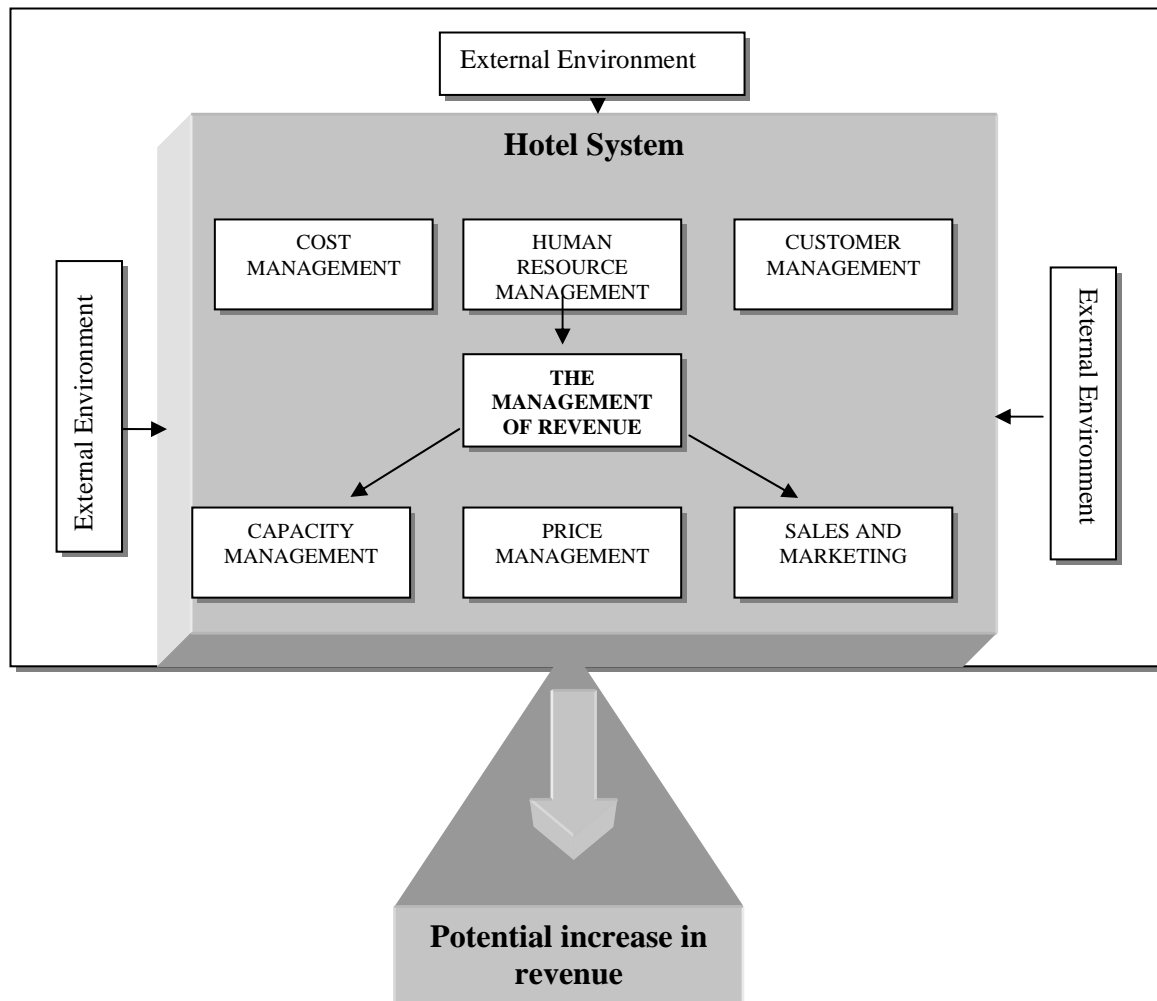 External Environment
Hotel System
COST
MANAGEMENT
HUMAN
RESOURCE
MANAGEMENT
CUSTOMER
MANAGEMENT
External Environment
External Environment
THE
MANAGEMENT
OF REVENUE
CAPACITY
MANAGEMENT
PRICE
MANAGEMENT
SALES AND
MARKETING
Potential increase in
revenue